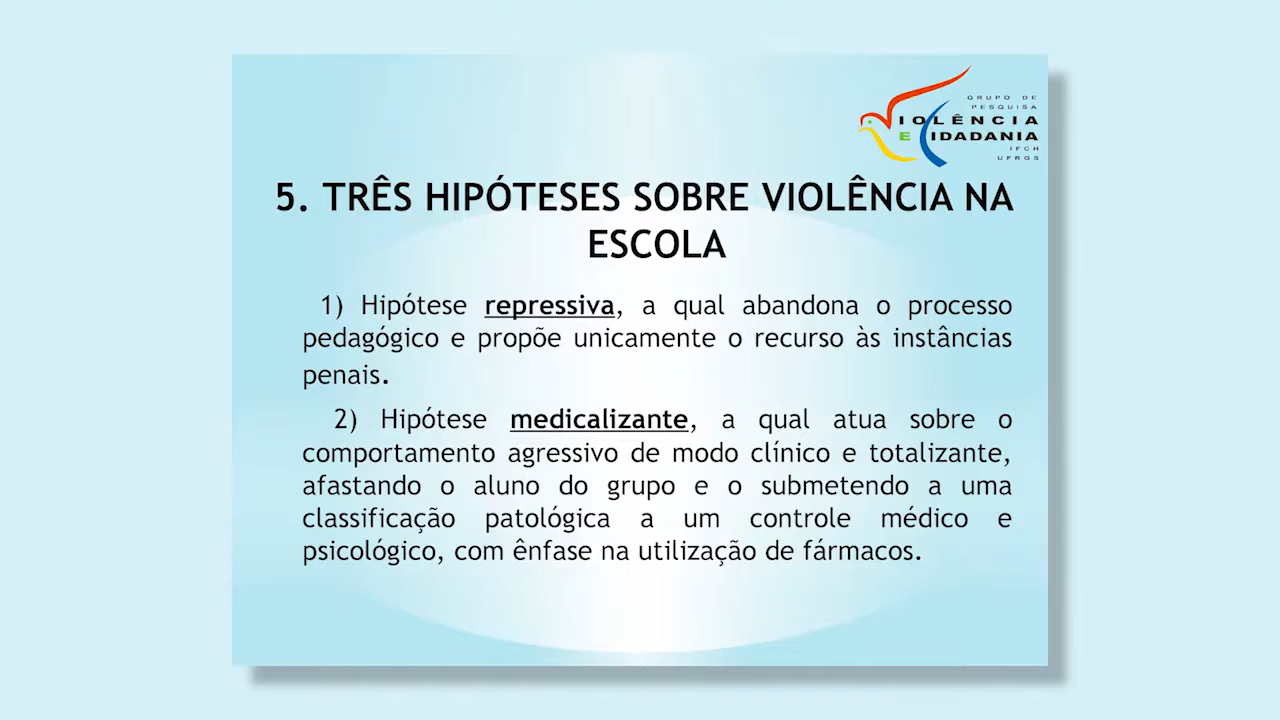 GRUPO DE
PESQUISA
VIOLÊNCIA
E CIDADANIA
IFCH
UFRGS
5. TRÊS HIPÓTESES SOBRE VIOLÊNCIA NA
ESCOLA
1) Hipótese repressiva, a qual abandona o processo
pedagógico e propõe unicamente o recurso às instâncias
penais.
2) Hipótese medicalizante, a qual atua sobre o
comportamento agressivo de modo clínico e totalizante,
afastando o aluno do grupo e o submetendo a uma
classificação patológica a um controle médico e
psicológico, com ênfase na utilização de fármacos.